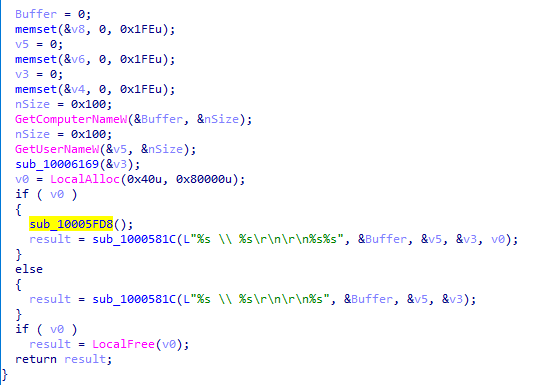 Buffer = 0;
memset(&v8, 0, 0x1FEu);
v5 = 0;
memset(&v6, 0, 0x1FEu);
v3 = 0;
memset(&v4, 0, 0x1FEu);
nSize = 0x100;
GetComputerNameW(&Buffer, &nSize);
nSize = 0x100;
GetUserNameW(&v5, &nSize);
sub_10006169(&v3);
v0 = LocalAlloc(0x40u, 0x80000u);
if ( v0 )
{
sub_10005FD8();
result = sub_1000581C(L"%s \\ %s\r\n\r\n%s%s", &Buffer, &v5, &v3, v0);
}
else
{
result = sub_1000581C(L"%s \\ %s\r\n\r\n%s", &Buffer, &v5, &v3);
}
if ( v0 )
result = LocalFree(v0);
return result;
}